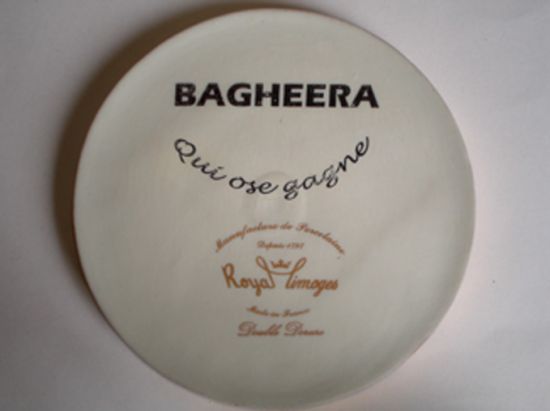 BAGHEERA
Qui ose gagne
Manufacture de Porcelaine,
Depuis 1797
Royal Limoges
Made in France
Double Dorure